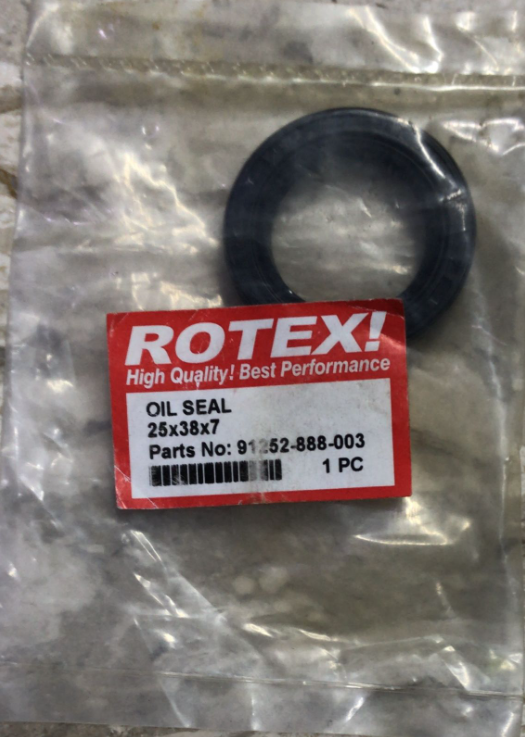 ROTEX!
High Quality! Best Performance
OIL SEAL
25x38x7
Parts No: 91252-888-003
1 PC